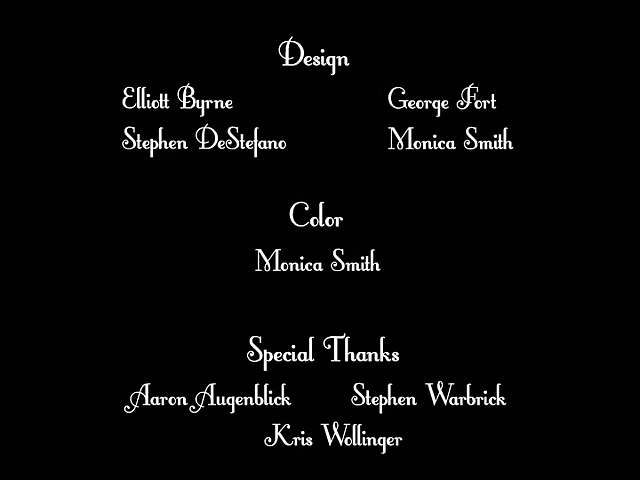 Design
Elliott Byrne George Fort
Stephen DeStefano Monica Smith
Color
Monica Smith
Special Thanks
Aaron Augenblick Stephen Warbrick
Kris Wollinger